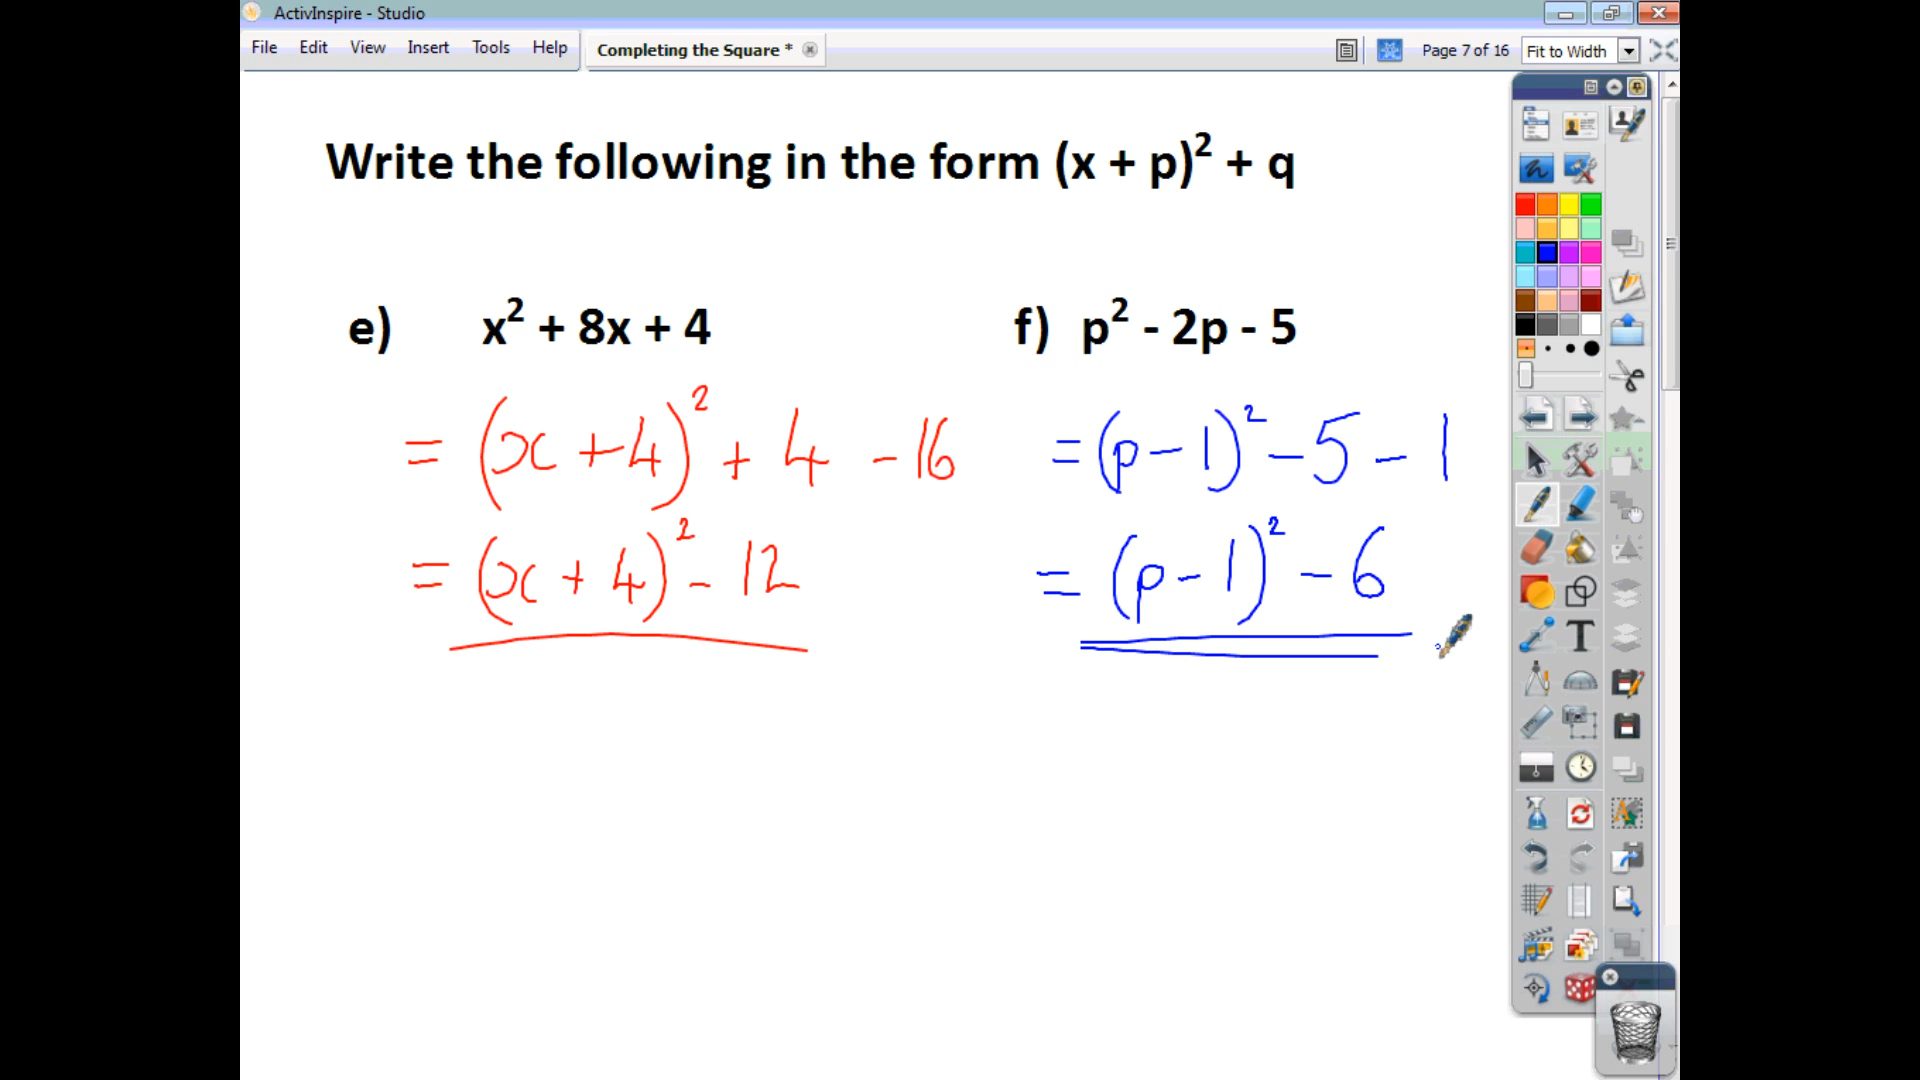 ActivInspire - Studio
File Edit View Insert Tools Help
Completing the Square *
Page 7 of 16
Fit to Width
Write the following in the form (x + p)² + q
e) x² + 8x + 4
= (x + 4)² + 4 - 16
= (x + 4)² - 12
f) p² - 2p - 5
= (p - 1)² - 5 - 1
= (p - 1)² - 6